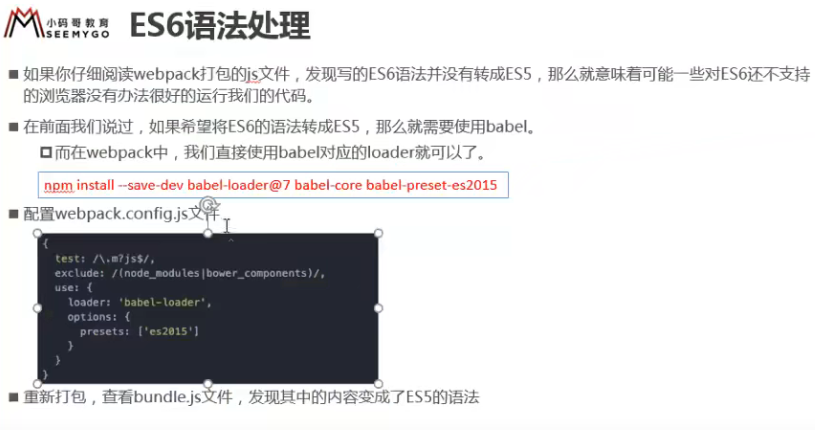 小码哥教育
SEEMYGO
ES6语法处理
如果你仔细阅读webpack打包的js文件，发现写的ES6语法并没有转成ES5，那么就意味着可能一些对ES6还不支持
的浏览器没有办法很好的运行我们的代码。
在前面我们说过，如果希望将ES6的语法转成ES5，那么就需要使用babel。
而在webpack中，我们直接使用babel对应的loader就可以了。
npm install --save-dev babel-loader@7 babel-core babel-preset-es2015
配置webpack.config.js文件
{
test: /\.m?js$/,
exclude: /(node_modules|bower_components)/,
use: {
loader: 'babel-loader',
options: {
presets: ['es2015']
}
}
}
重新打包，查看bundle.js文件，发现其中的内容变成了ES5的语法